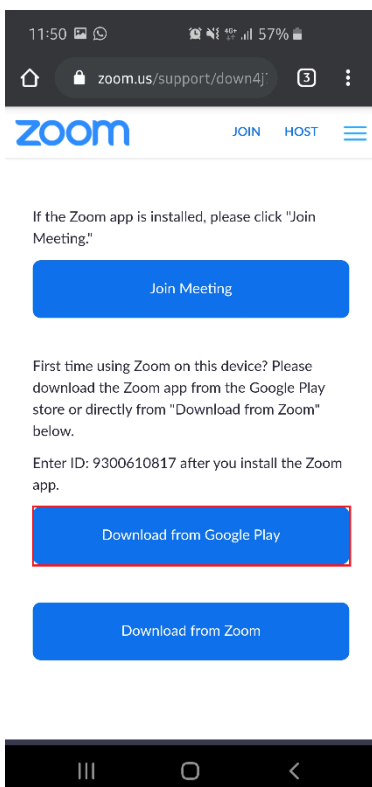 11:50 57%
zoom.us/support/down4j 3
zoom JOIN HOST
If the Zoom app is installed, please click "Join
Meeting."
Join Meeting
First time using Zoom on this device? Please
download the Zoom app from the Google Play
store or directly from "Download from Zoom"
below.
Enter ID: 9300610817 after you install the Zoom
app.
Download from Google Play
Download from Zoom